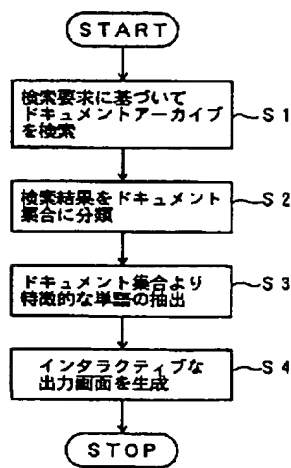 START
検索要求に基づいて
ドキュメントアーカイブ
を検索
S1
検索結果をドキュメント
集合に分類
S2
ドキュメント集合より
特徴的な単語の抽出
S3
インタラクティブな
出力画面を生成
S4
STOP